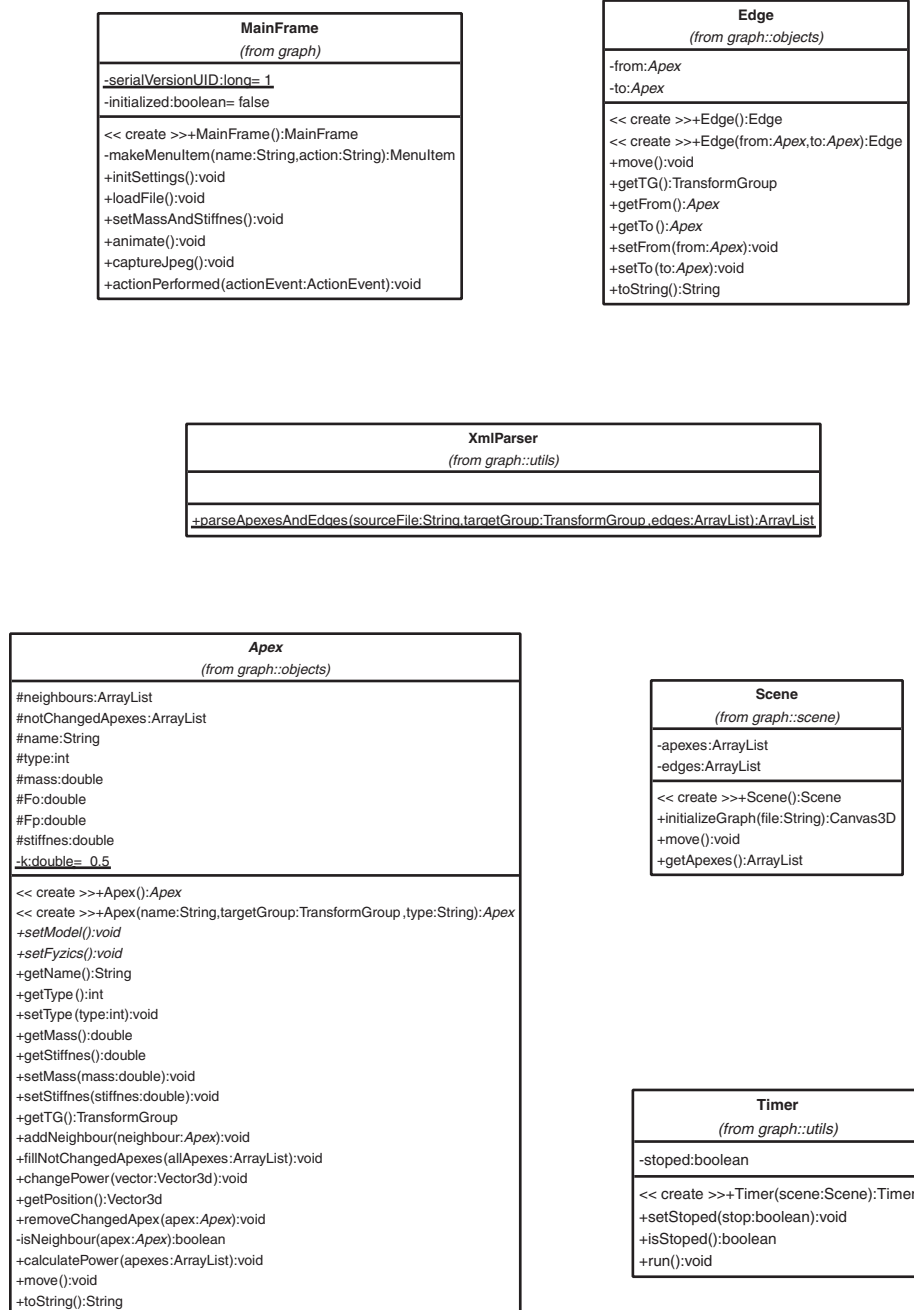 MainFrame
(from graph)
-serialVersionUID:long= 1
-initialized:boolean= false
<< create >>+MainFrame():MainFrame
-makeMenuItem(name:String,action:String):MenuItem
+initSettings():void
+loadFile():void
+setMassAndStiffnes():void
+animate():void
+captureJpeg():void
+actionPerformed(actionEvent:ActionEvent):void
Edge
(from graph::objects)
-from:Apex
-to:Apex
<< create >>+Edge():Edge
<< create >>+Edge(from:Apex,to:Apex):Edge
+move():void
+getTG():TransformGroup
+getFrom():Apex
+getTo():Apex
+setFrom(from:Apex):void
+setTo(to:Apex):void
+toString():String
XmlParser
(from graph::utils)
+parseApexesAndEdges(sourceFile:String,targetGroup:TransformGroup,edges:ArrayList):ArrayList
Apex
(from graph::objects)
#neighbours:ArrayList
#notChangedApexes:ArrayList
#name:String
#type:int
#mass:double
#Fo:double
#Fp:double
#stiffnes:double
-k:double= 0.5
<< create >>+Apex():Apex
<< create >>+Apex(name:String,targetGroup:TransformGroup,type:String):Apex
+setModel():void
+setFyzics():void
+getName():String
+getType():int
+setType(type:int):void
+getMass():double
+getStiffnes():double
+setMass(mass:double):void
+setStiffnes(stiffnes:double):void
+getTG():TransformGroup
+addNeighbour(neighbour:Apex):void
+fillNotChangedApexes(allApexes:ArrayList):void
+changePower(vector:Vector3d):void
+getPosition():Vector3d
+removeChangedApex(apex:Apex):void
-isNeighbour(apex:Apex):boolean
+calculatePower(apexes:ArrayList):void
+move():void
+toString():String
Scene
(from graph::scene)
-apexes:ArrayList
-edges:ArrayList
<< create >>+Scene():Scene
+initializeGraph(file:String):Canvas3D
+move():void
+getApexes():ArrayList
Timer
(from graph::utils)
-stoped:boolean
<< create >>+Timer(scene:Scene):Timer
+setStoped(stop:boolean):void
+isStoped():boolean
+run():void